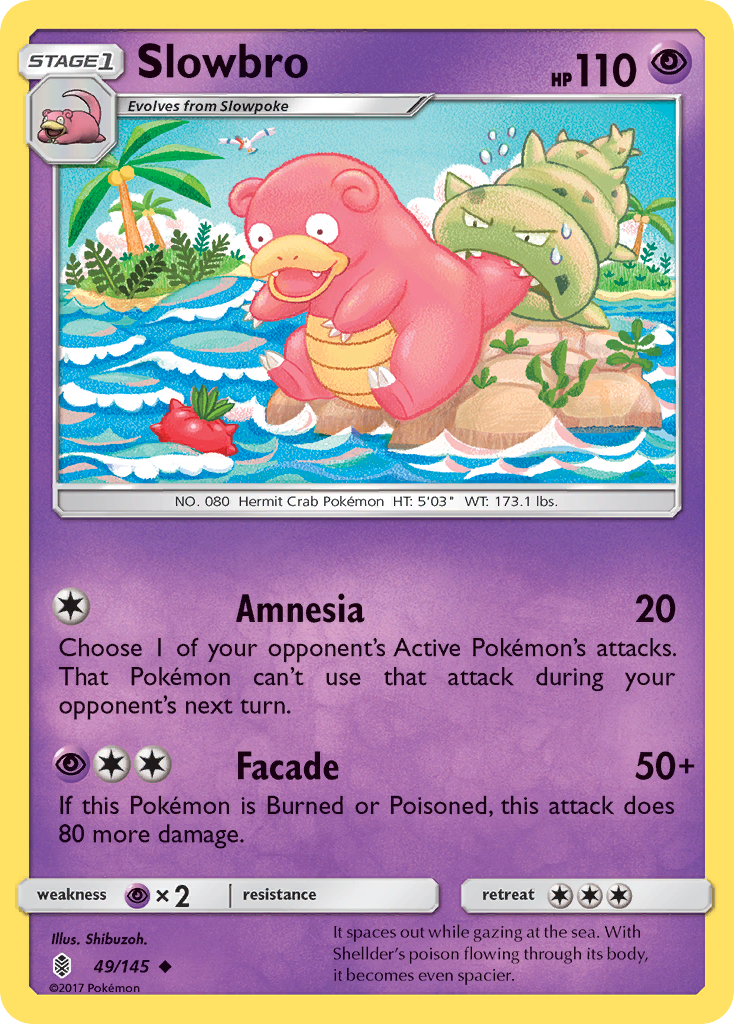 STAGE1
Slowbro
HP 110
Evolves from Slowpoke
NO. 080 Hermit Crab Pokémon HT: 5'03" WT: 173.1 lbs.
Amnesia 20
Choose 1 of your opponent's Active Pokémon's attacks.
That Pokémon can't use that attack during your
opponent's next turn.
Facade 50+
If this Pokémon is Burned or Poisoned, this attack does
80 more damage.
weakness ×2 resistance retreat
Illus. Shibuzoh.
49/145
©2017 Pokémon
It spaces out while gazing at the sea. With
Shellder's poison flowing through its body,
it becomes even spacier.